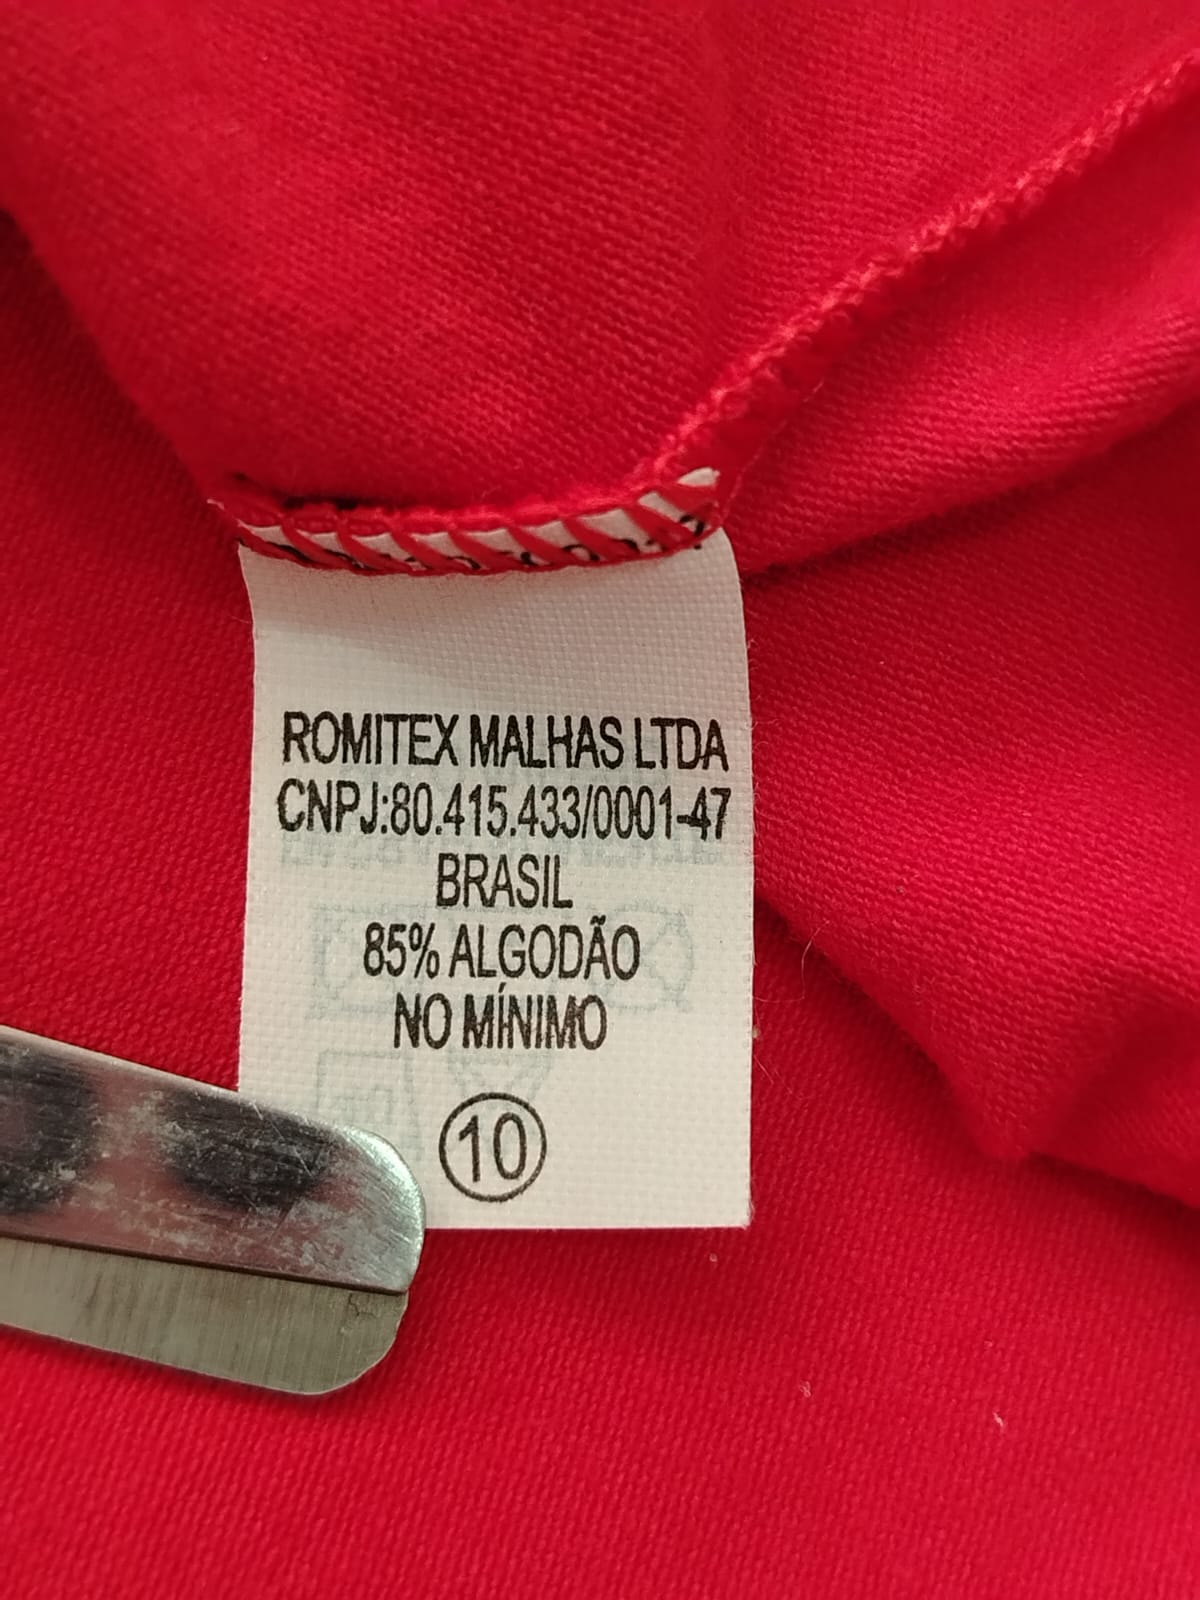 ROMITEX MALHAS LTDA
CNPJ:80.415.433/0001-47
BRASIL
85% ALGODÃO
NO MÍNIMO
10